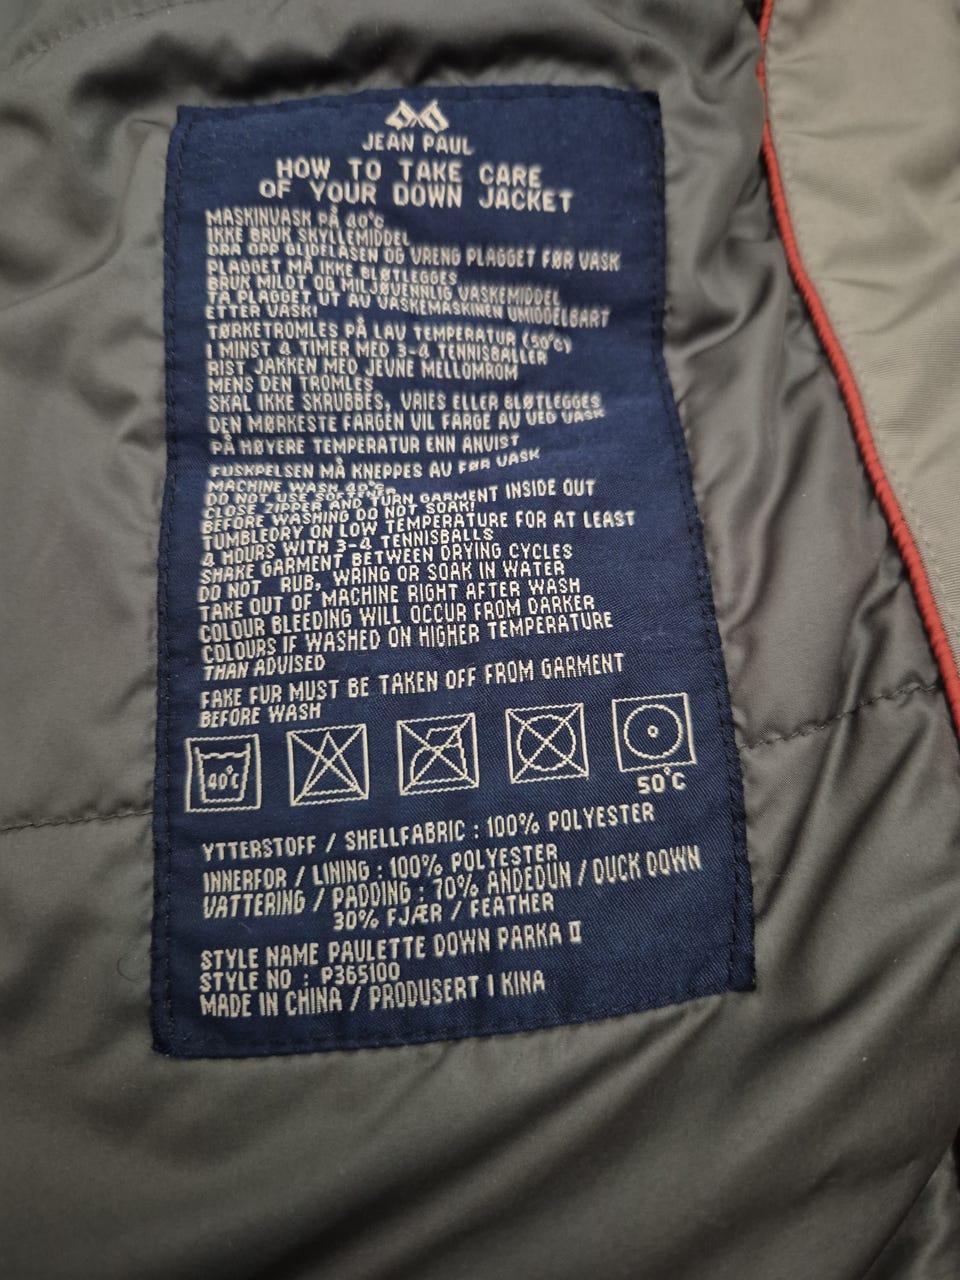 JEAN PAUL
HOW TO TAKE CARE
OF YOUR DOWN JACKET
MASKINVASK PÅ 40°C
IKKE BRUK SKYLLEMIDDEL
DRA OPP GLIDELÅSEN OG VRENG PLAGGET FØR VASK
PLAGGET MÅ IKKE BLØTLEGGES
BRUK MILDT OG MILJØVENNLIG VASKEMIDDEL
TA PLAGGET UT AV VASKEMASKINEN UMIDDELBART
ETTER VASK!
TØRKETROMLES PÅ LAV TEMPERATUR (50°C)
I MINST 4 TIMER MED 3-4 TENNISBALLER
RIST JAKKEN MED JEVNE MELLOMROM
MENS DEN TROMLES
SKAL IKKE SKRUBBES, VRIES ELLER BLØTLEGGES
DEN MØRKESTE FARGEN VIL FARGE AV VED VASK
PÅ HØYERE TEMPERATUR ENN ANVIST
FUSKPELSEN MÅ KNEPPES AV FØR VASK
MACHINE WASH 40°C
DO NOT USE SOFTENER
CLOSE ZIPPER AND TURN GARMENT INSIDE OUT
BEFORE WASHING DO NOT SOAK!
TUMBLEDRY ON LOW TEMPERATURE FOR AT LEAST
4 HOURS WITH 3-4 TENNISBALLS
SHAKE GARMENT BETWEEN DRYING CYCLES
DO NOT RUB, WRING OR SOAK IN WATER
TAKE OUT OF MACHINE RIGHT AFTER WASH
COLOUR BLEEDING WILL OCCUR FROM DARKER
COLOURS IF WASHED ON HIGHER TEMPERATURE
THAN ADVISED
FAKE FUR MUST BE TAKEN OFF FROM GARMENT
BEFORE WASH
40°C
50°C
YTTERSTOFF / SHELLFABRIC : 100% POLYESTER
INNERFOR / LINING : 100% POLYESTER
VATTERING / PADDING : 70% ANDEDUN / DUCK DOWN
30% FJÆR / FEATHER
STYLE NAME PAULETTE DOWN PARKA II
STYLE NO : P365100
MADE IN CHINA / PRODUSERT I KINA